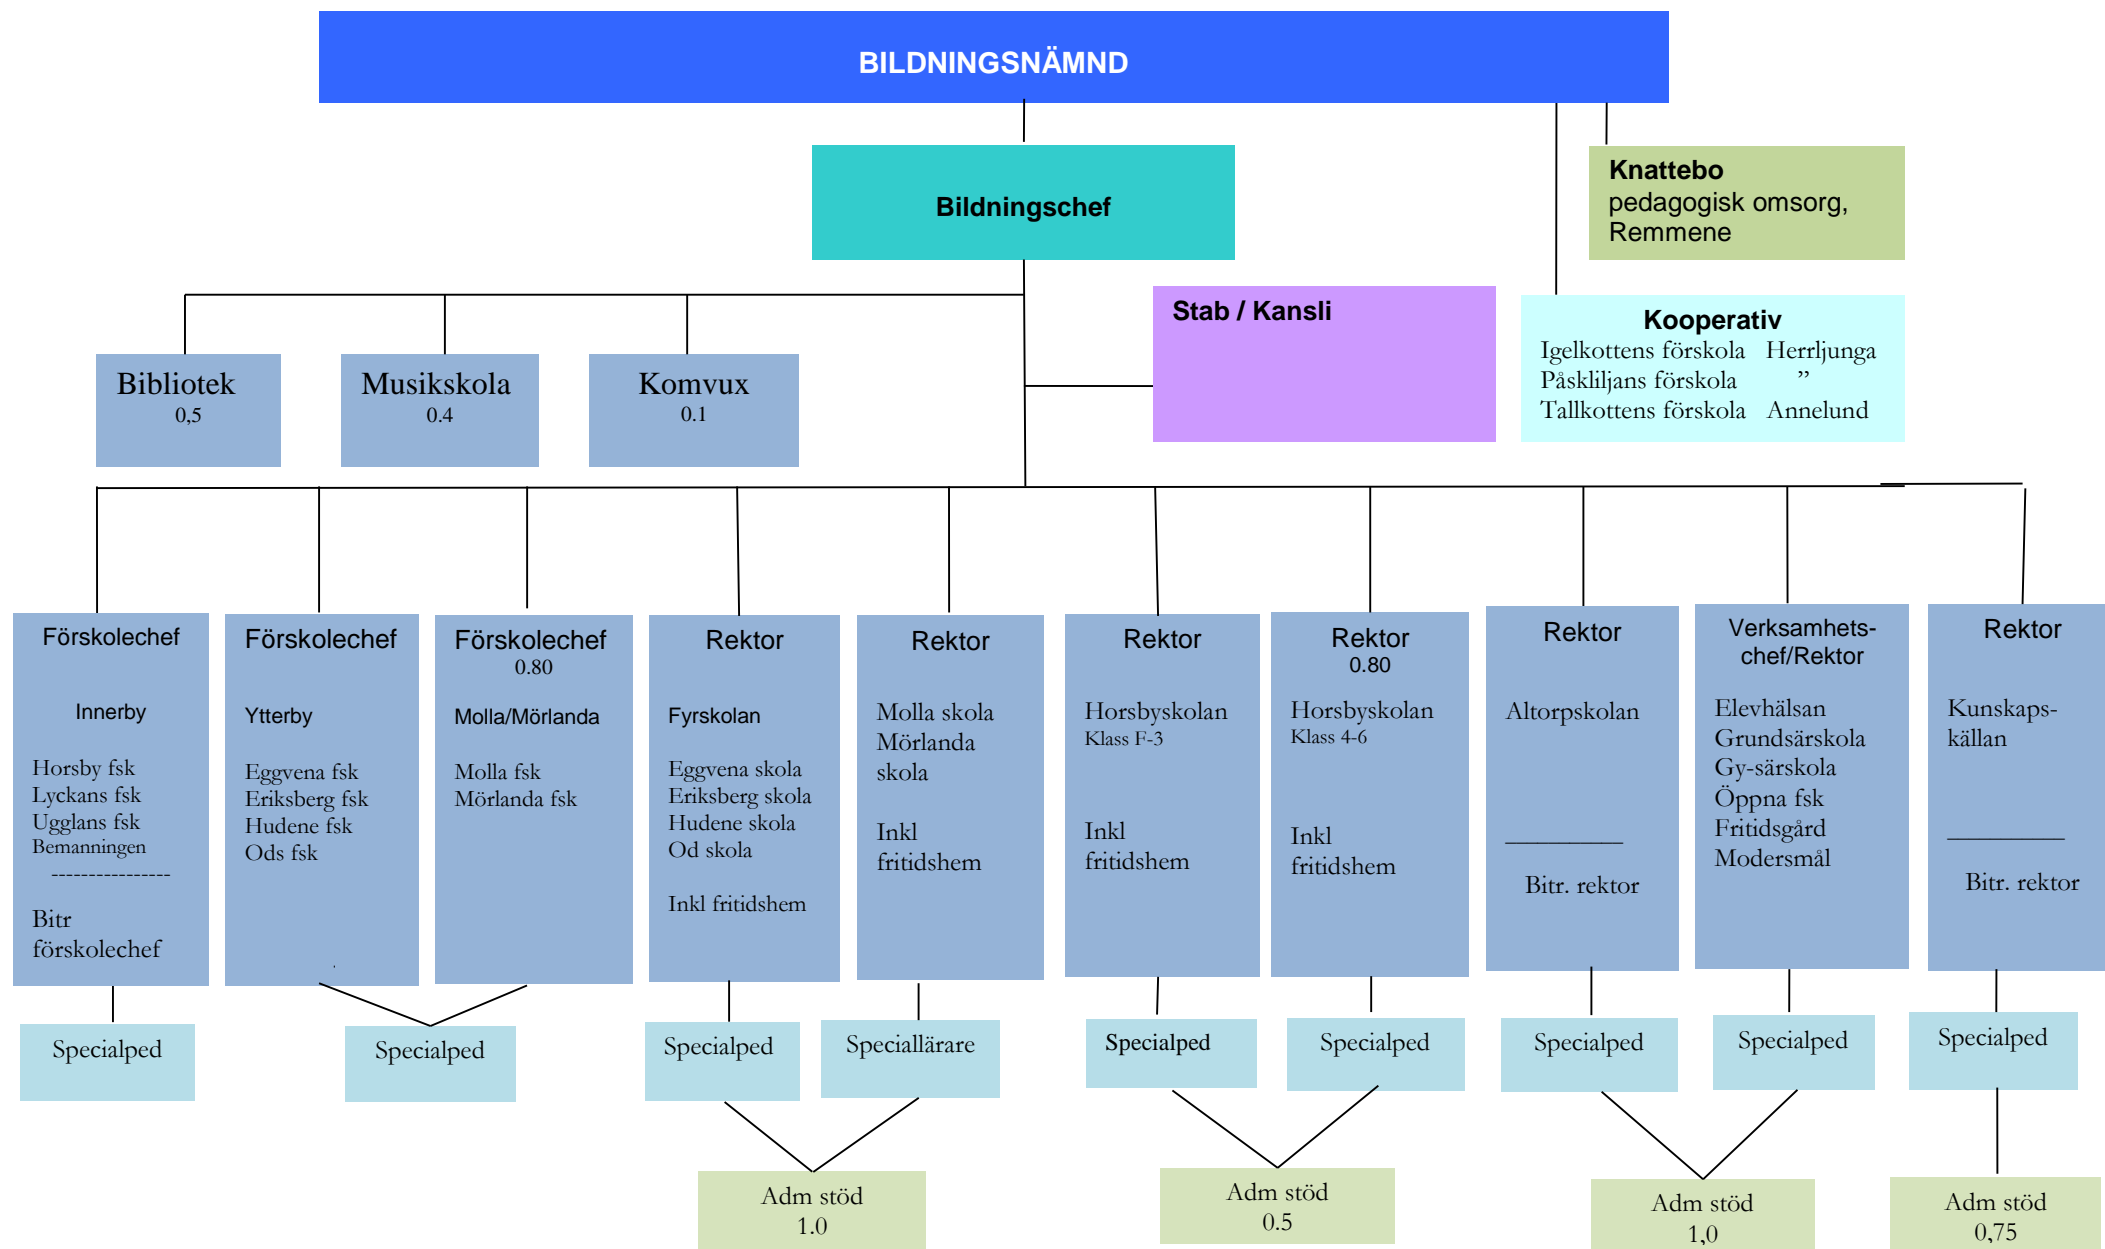 BILDNINGSNÄMND
Bildningschef
Knattebo
pedagogisk omsorg,
Remmene
Stab / Kansli
Kooperativ
Igelkottens förskola Herrljunga
Påskliljans förskola ”
Tallkottens förskola Annelund
Bibliotek
0,5
Musikskola
0.4
Komvux
0.1
Förskolechef
Innerby
Horsby fsk
Lyckans fsk
Ugglans fsk
Bemanningen
----------------
Bitr
förskolechef
Förskolechef
Ytterby
Eggvena fsk
Eriksberg fsk
Hudene fsk
Ods fsk
.
Förskolechef
0.80
Molla/Mörlanda
Molla fsk
Mörlanda fsk
Rektor
Fyrskolan
Eggvena skola
Eriksberg skola
Hudene skola
Od skola
Inkl fritidshem
Rektor
Molla skola
Mörlanda
skola
Inkl
fritidshem
Rektor
Horsbyskolan
Klass F-3
Inkl
fritidshem
Rektor
0.80
Horsbyskolan
Klass 4-6
Inkl
fritidshem
Rektor
Altorpskolan
__________
Bitr. rektor
Verksamhets-
chef/Rektor
Elevhälsan
Grundsärskola
Gy-särskola
Öppna fsk
Fritidsgård
Modersmål
Rektor
Kunskaps-
källan
__________
Bitr. rektor
Specialped
Specialped
Specialped
Speciallärare
Specialped
Specialped
Specialped
Specialped
Specialped
Adm stöd
1.0
Adm stöd
0.5
Adm stöd
1,0
Adm stöd
0,75